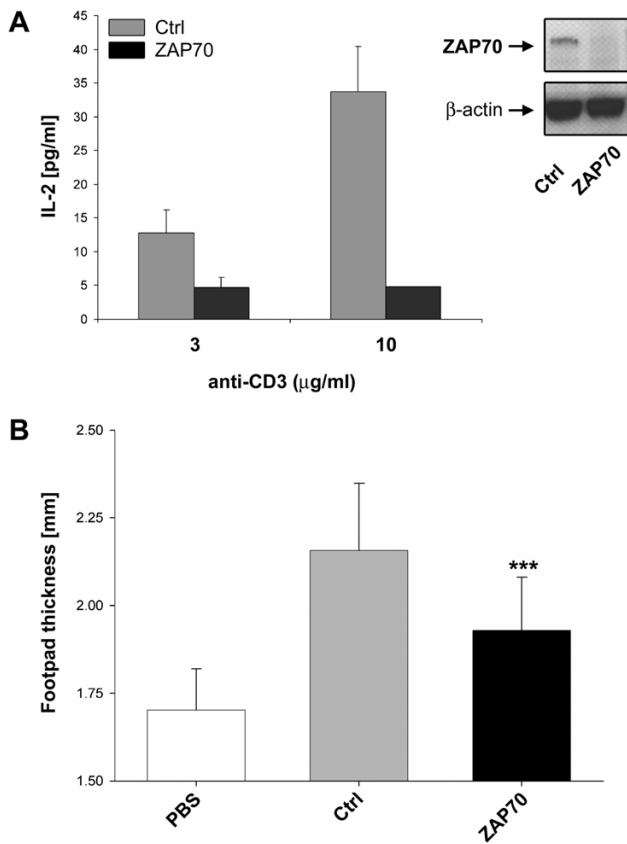 A
IL-2 [pg/ml]
45
40
35
30
25
20
15
10
5
0
Ctrl
ZAP70
3
10
anti-CD3 (μg/ml)
ZAP70
β-actin
Ctrl
ZAP70
B
Footpad thickness [mm]
2.50
2.25
2.00
1.75
1.50
***
PBS
Ctrl
ZAP70